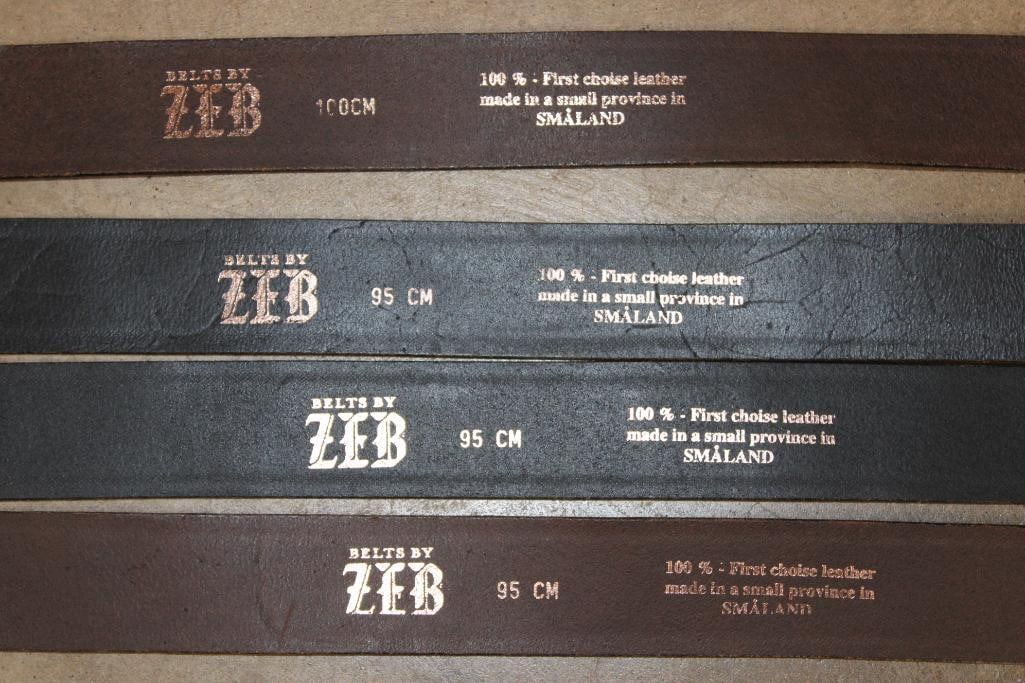 BELTS BY
ZEB
100CM
100 % - First choise leather
made in a small province in
SMÅLAND
BELTS BY
ZEB
95 CM
100 % - First choise leather
made in a small province in
SMÅLAND
BELTS BY
ZEB
95 CM
100 % - First choise leather
made in a small province in
SMÅLAND
BELTS BY
ZEB
95 CM
100 % - First choise leather
made in a small province in
SMÅLAND